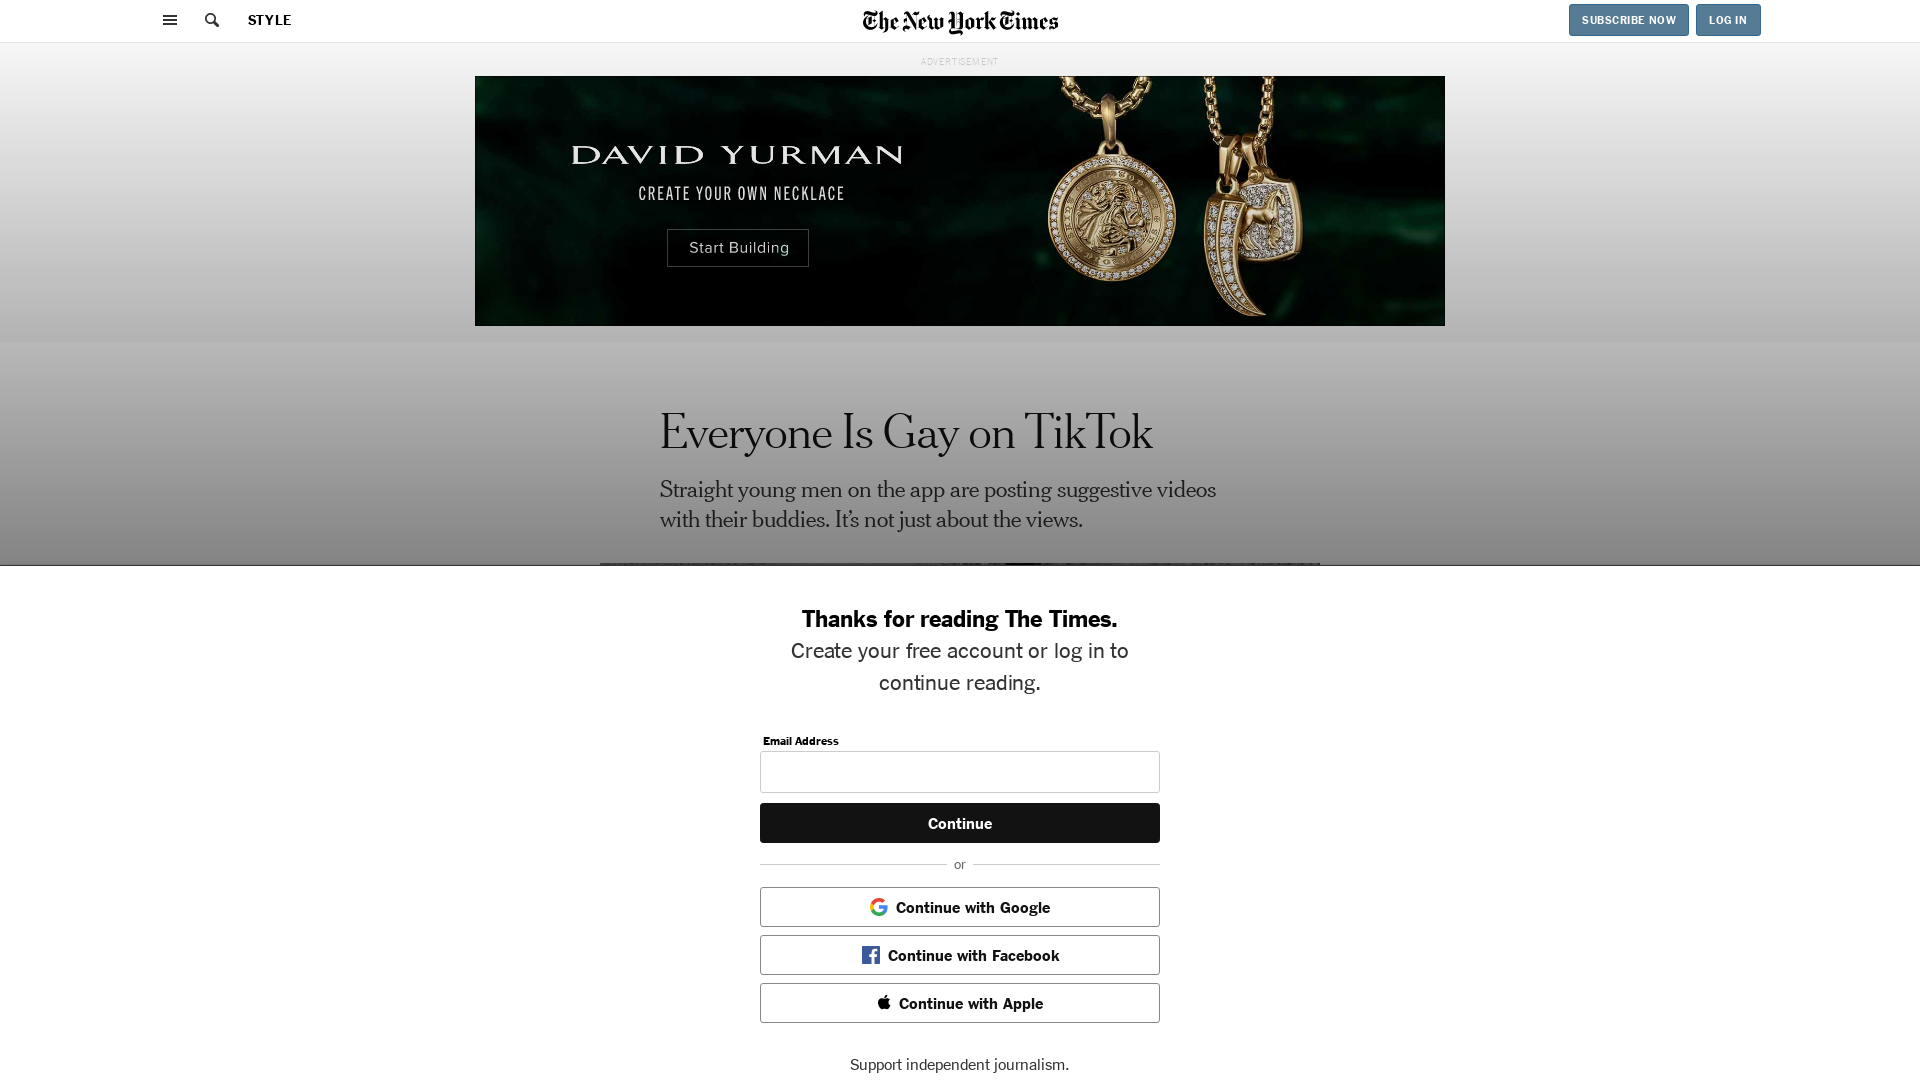 STYLE
The New York Times
SUBSCRIBE NOW
LOG IN
ADVERTISEMENT
DAVID YURMAN
CREATE YOUR OWN NECKLACE
Start Building
Everyone Is Gay on TikTok
Straight young men on the app are posting suggestive videos
with their buddies. It’s not just about the views.
Thanks for reading The Times.
Create your free account or log in to
continue reading.
Email Address
Continue
or
Continue with Google
Continue with Facebook
Continue with Apple
Support independent journalism.